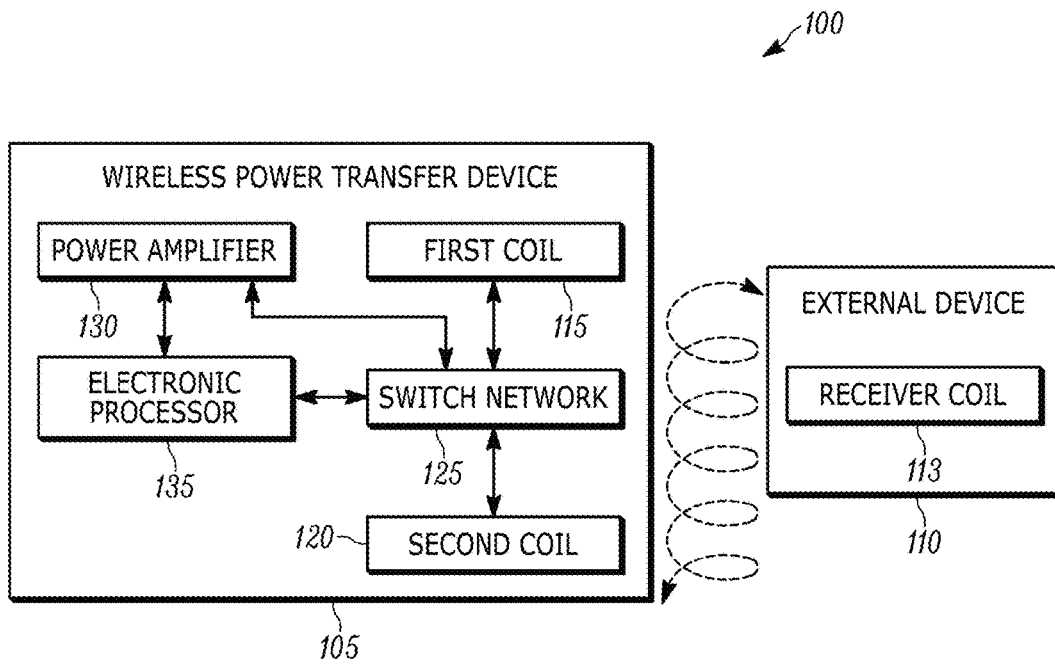 100
WIRELESS POWER TRANSFER DEVICE
POWER AMPLIFIER
130
FIRST COIL
115
ELECTRONIC
PROCESSOR
135
SWITCH NETWORK
125
120
SECOND COIL
105
EXTERNAL DEVICE
RECEIVER COIL
113
110